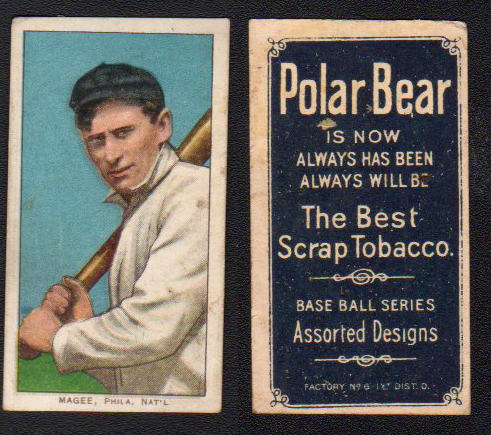 MAGEE, PHILA. NAT'L
Polar Bear
IS NOW
ALWAYS HAS BEEN
ALWAYS WILL BE
The Best
Scrap Tobacco.
BASE BALL SERIES
Assorted Designs
FACTORY Nº 6 1ST DIST. O.